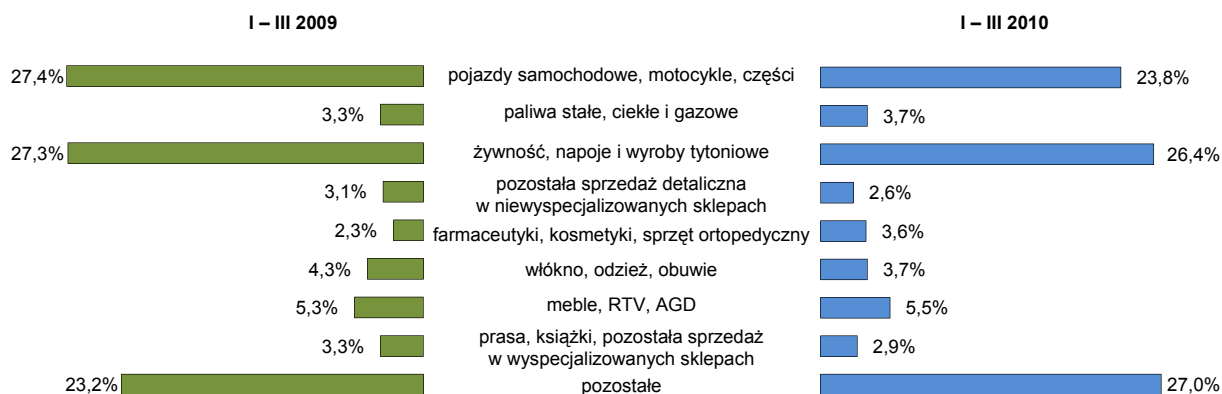 I – III 2009 I – III 2010
27,4% pojazdy samochodowe, motocykle, części 23,8%
3,3% paliwa stałe, ciekłe i gazowe 3,7%
27,3% żywność, napoje i wyroby tytoniowe 26,4%
3,1% pozostała sprzedaż detaliczna
w niewyspecjalizowanych sklepach 2,6%
2,3% farmaceutyki, kosmetyki, sprzęt ortopedyczny 3,6%
4,3% włókno, odzież, obuwie 3,7%
5,3% meble, RTV, AGD 5,5%
3,3% prasa, książki, pozostała sprzedaż
w wyspecjalizowanych sklepach 2,9%
23,2% pozostałe 27,0%